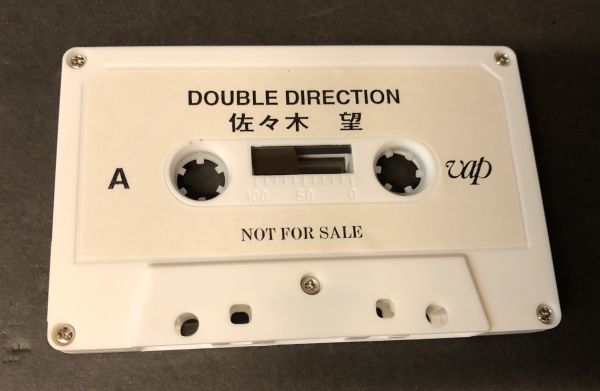 DOUBLE DIRECTION
佐々木 望
A
vap
100 50 0
NOT FOR SALE